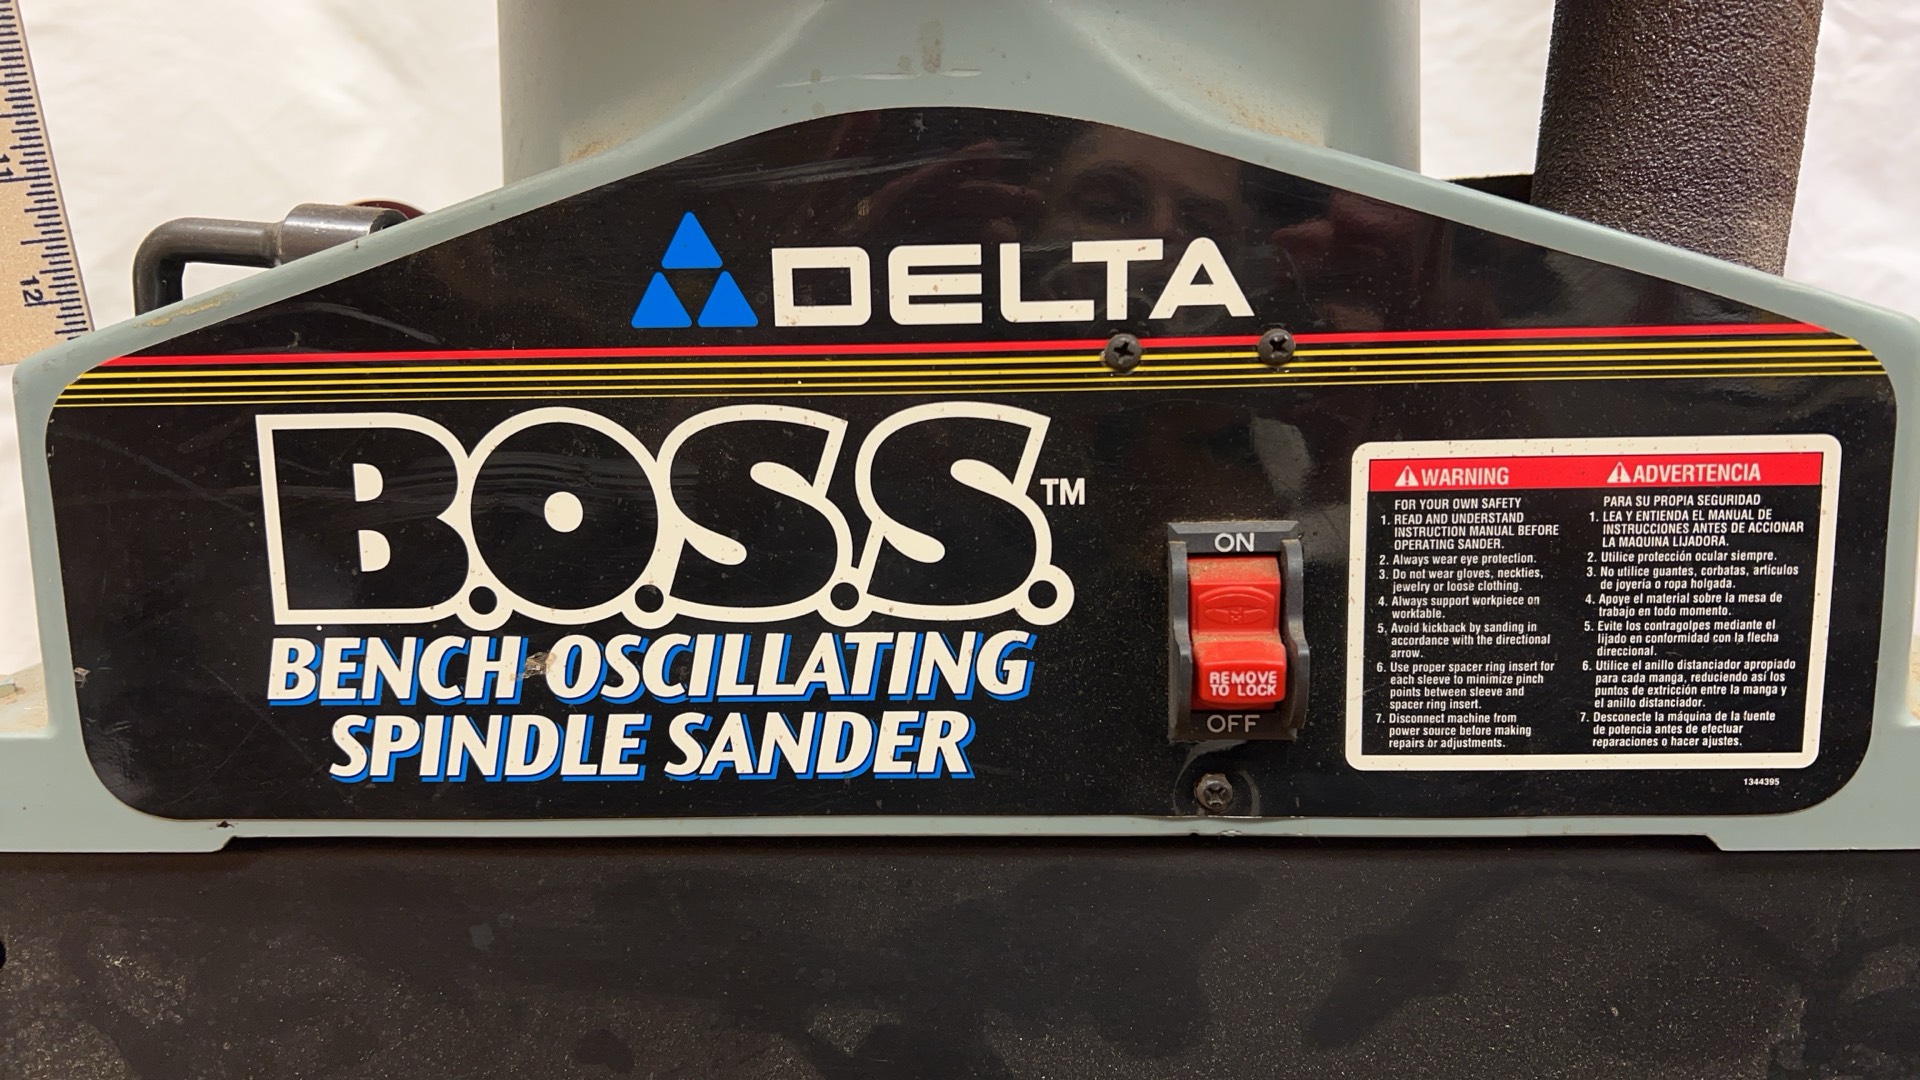 11
12
DELTA
B.O.S.S.™
BENCH OSCILLATING
SPINDLE SANDER
ON
REMOVE
TO LOCK
OFF
WARNING
FOR YOUR OWN SAFETY
1. READ AND UNDERSTAND
INSTRUCTION MANUAL BEFORE
OPERATING SANDER.
2. Always wear eye protection.
3. Do not wear gloves, neckties,
jewelry or loose clothing.
4. Always support workpiece on
worktable.
5. Avoid kickback by sanding in
accordance with the directional
arrow.
6. Use proper spacer ring insert for
each sleeve to minimize pinch
points between sleeve and
spacer ring insert.
7. Disconnect machine from
power source before making
repairs or adjustments.
ADVERTENCIA
PARA SU PROPIA SEGURIDAD
1. LEA Y ENTIENDA EL MANUAL DE
INSTRUCCIONES ANTES DE ACCIONAR
LA MAQUINA LIJADORA.
2. Utilice protección ocular siempre.
3. No utilice guantes, corbatas, artículos
de joyería o ropa holgada.
4. Apoye el material sobre la mesa de
trabajo en todo momento.
5. Evite los contragolpes mediante el
lijado en conformidad con la flecha
direccional.
6. Utilice el anillo distanciador apropiado
para cada manga, reduciendo así los
puntos de extricción entre la manga y
el anillo distanciador.
7. Desconecte la máquina de la fuente
de potencia antes de efectuar
reparaciones o hacer ajustes.
1344395